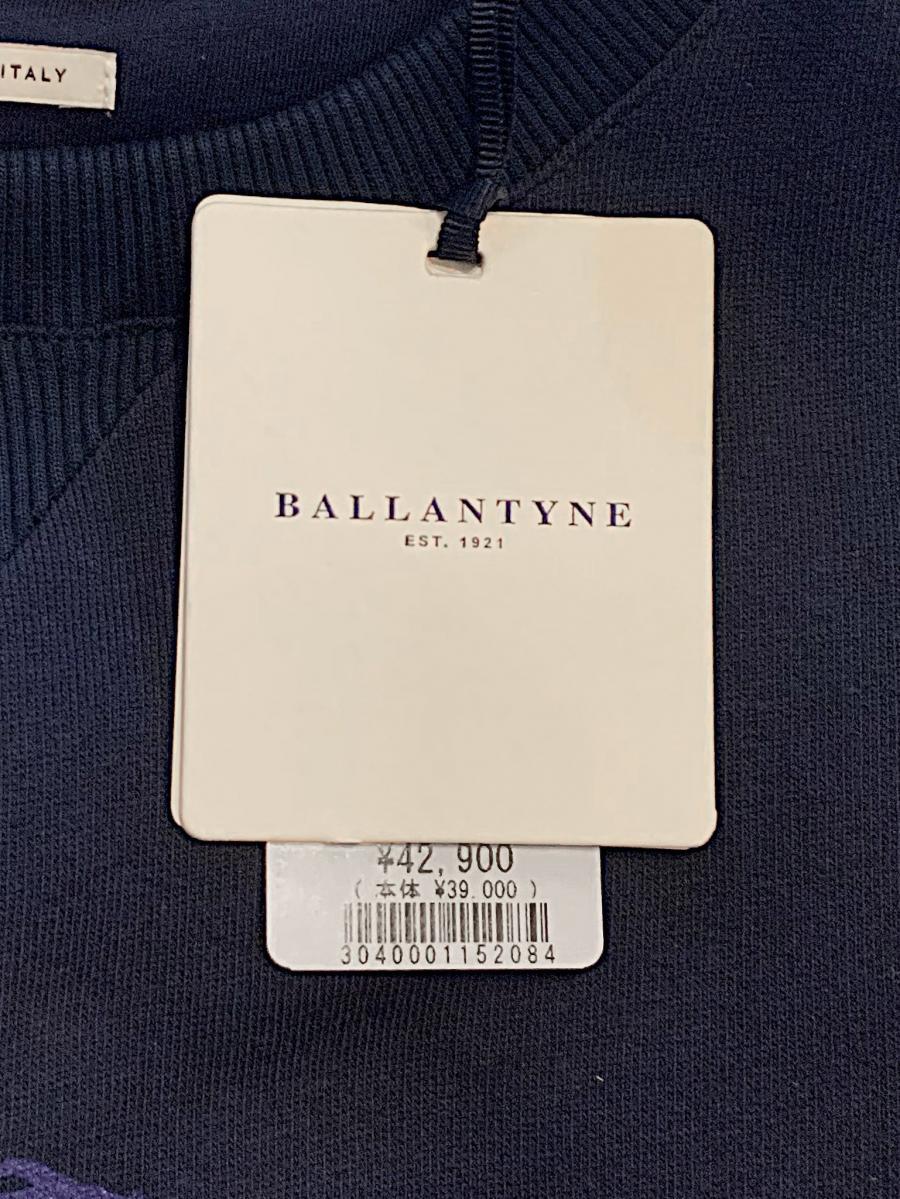 ITALY
BALLANTYNE
EST. 1921
¥42,900
( 本体 ¥39.000 )
3040001152084